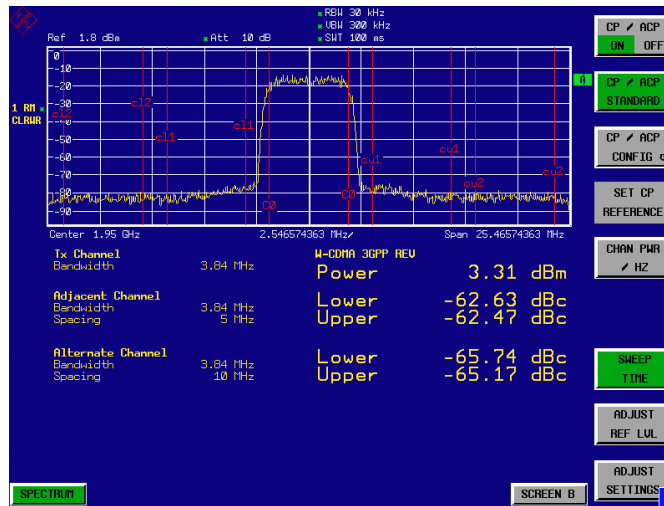 *RBW 30 kHz
*VBW 300 kHz
Ref 1.8 dBm *Att 10 dB *SWT 100 ms
0
-10
-20
-30
-40
-50
-60
-70
-80
-90
1 RM *
CLRWR
A
cl2 cl2 cl1 cl1 C0 C0 cu1 cu1 cu2 cu2
Center 1.95 GHz 2.546574363 MHz/ Span 25.46574363 MHz
Tx Channel W-CDMA 3GPP REV
Bandwidth 3.84 MHz Power 3.31 dBm
Adjacent Channel
Bandwidth 3.84 MHz Lower -62.63 dBc
Spacing 5 MHz Upper -62.47 dBc
Alternate Channel
Bandwidth 3.84 MHz Lower -65.74 dBc
Spacing 10 MHz Upper -65.17 dBc
CP / ACP
ON OFF
CP / ACP
STANDARD
CP / ACP
CONFIG
SET CP
REFERENCE
CHAN PWR
/ HZ
SWEEP
TIME
ADJUST
REF LVL
ADJUST
SETTINGS
SPECTRUM
SCREEN B